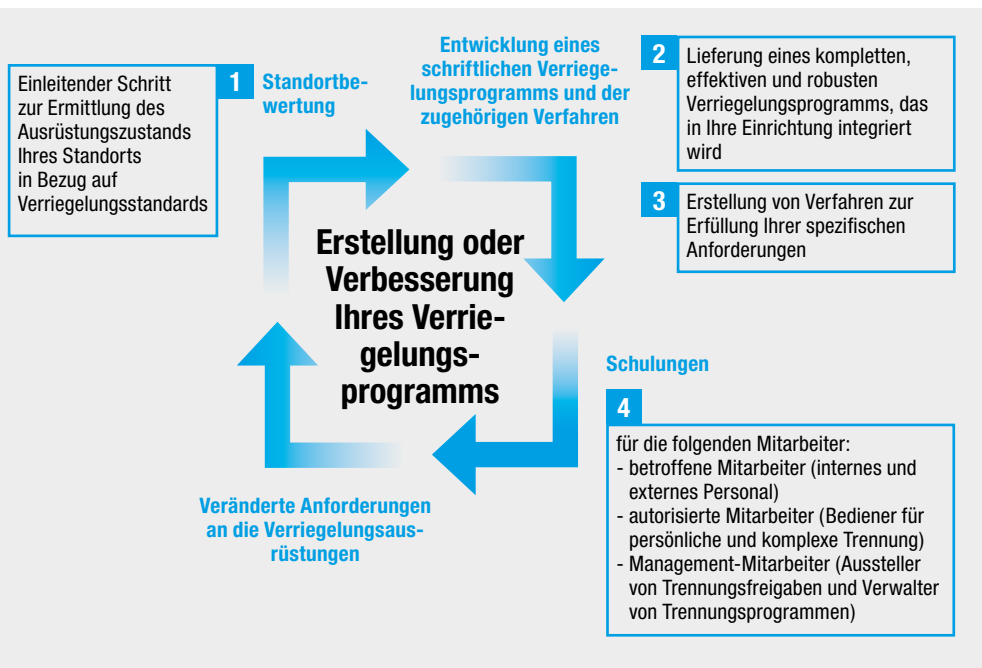 1
Standortbe-
wertung
Einleitender Schritt
zur Ermittlung des
Ausrüstungszustands
Ihres Standorts
in Bezug auf
Verriegelungsstandards
Entwicklung eines
schriftlichen Verriege-
lungsprogramms und der
zugehörigen Verfahren
2
Lieferung eines kompletten,
effektiven und robusten
Verriegelungsprogramms, das
in Ihre Einrichtung integriert
wird
3
Erstellung von Verfahren zur
Erfüllung Ihrer spezifischen
Anforderungen
Erstellung oder
Verbesserung
Ihres Verrie-
gelungs-
programms
Schulungen
4
für die folgenden Mitarbeiter:
- betroffene Mitarbeiter (internes und
externes Personal)
- autorisierte Mitarbeiter (Bediener für
persönliche und komplexe Trennung)
- Management-Mitarbeiter (Aussteller
von Trennungsfreigaben und Verwalter
von Trennungsprogrammen)
Veränderte Anforderungen
an die Verriegelungsaus-
rüstungen